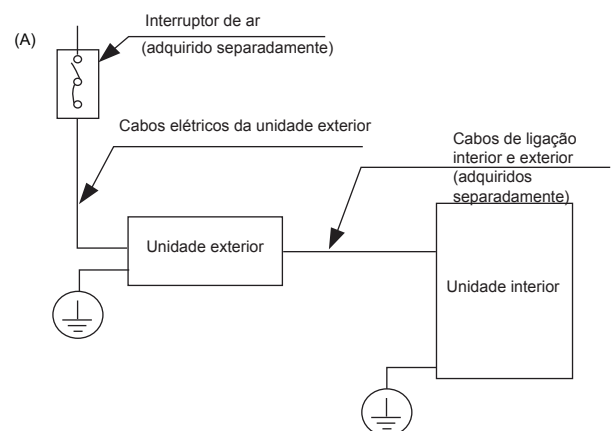 (A)
Interruptor de ar
(adquirido separadamente)
Cabos elétricos da unidade exterior
Cabos de ligação
interior e exterior
(adquiridos
separadamente)
Unidade exterior
Unidade interior